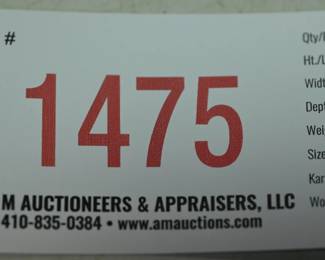 #
1475
M AUCTIONEERS & APPRAISERS, LLC
410-835-0384 • www.amauctions.com
Qty/
Ht./
Widt
Dept
Wei
Size
Kar
Wo